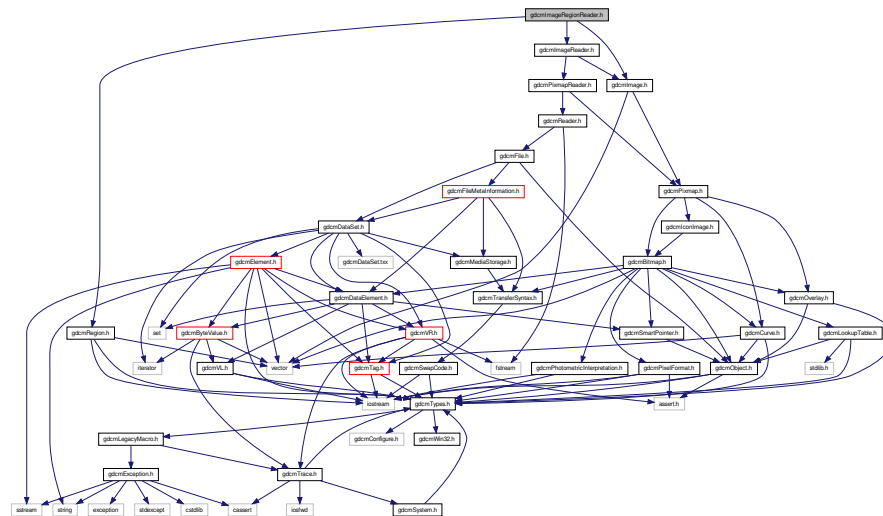 gdcmImageRegionReader.h
gdcmImageReader.h
gdcmPixmapReader.h
gdcmImage.h
gdcmReader.h
gdcmFile.h
gdcmFileMetaInformation.h
gdcmPixmap.h
gdcmDataSet.h
gdcmIconImage.h
gdcmElement.h
gdcmDataSet.txx
gdcmMediaStorage.h
gdcmBitmap.h
gdcmDataElement.h
gdcmTransferSyntax.h
gdcmOverlay.h
gdcmRegion.h
set
gdcmByteValue.h
gdcmVR.h
gdcmSmartPointer.h
gdcmCurve.h
gdcmLookupTable.h
iterator
gdcmVL.h
vector
gdcmTag.h
gdcmSwapCode.h
fstream
gdcmPhotometricInterpretation.h
gdcmPixelFormat.h
gdcmObject.h
stdlib.h
iostream
gdcmTypes.h
assert.h
gdcmLegacyMacro.h
gdcmConfigure.h
gdcmWin32.h
gdcmException.h
gdcmTrace.h
sstream
string
exception
stdexcept
cstdlib
cassert
iosfwd
gdcmSystem.h